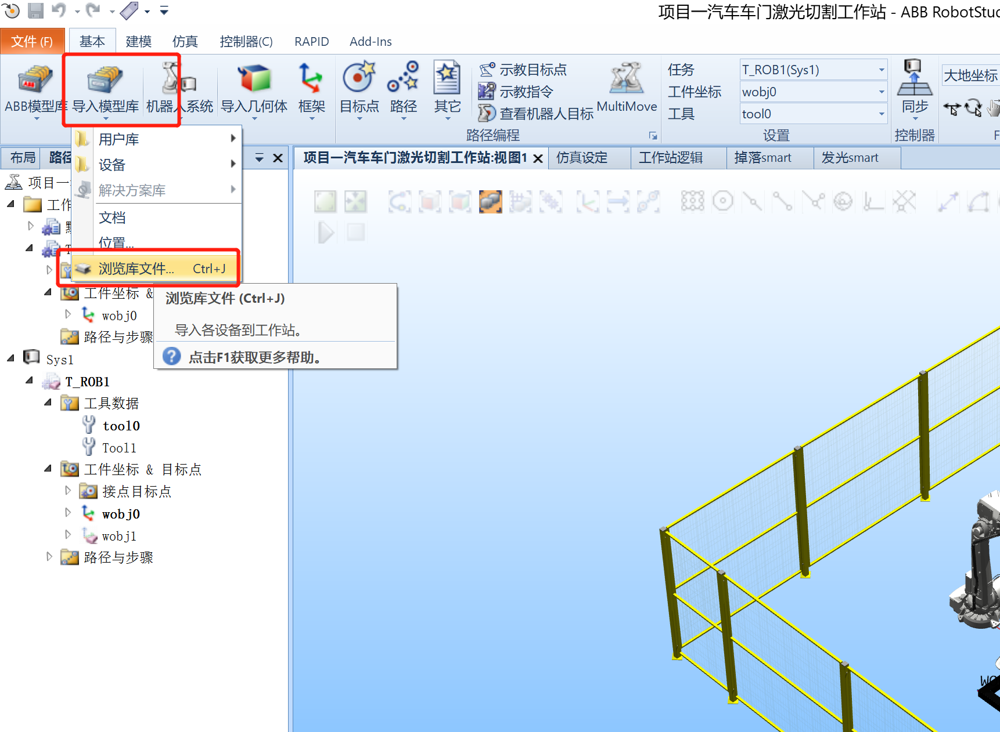 项目一汽车车门激光切割工作站 - ABB RobotStud
文件 (F) 基本 建模 仿真 控制器(C) RAPID Add-Ins
ABB模型库 导入模型库 机器人系统 导入几何体 框架 目标点 路径 其它
示教目标点
示教指令
查看机器人目标
MultiMove
路径编程
任务 T_ROB1(Sys1)
工件坐标 wobj0
工具 tool0
设置
同步
控制器
大地坐标
F
布局 路径
用户库
设备
解决方案库
文档
位置...
浏览库文件... Ctrl+J
浏览库文件 (Ctrl+J)
导入各设备到工作站。
点击F1获取更多帮助。
项目一汽车车门激光切割工作站:视图1 仿真设定 工作站逻辑 掉落smart 发光smart
项目一
工作
T
工件坐标 &
wobj0
路径与步骤
Sys1
T_ROB1
工具数据
tool0
Tool1
工件坐标 & 目标点
接点目标点
wobj0
wobj1
路径与步骤